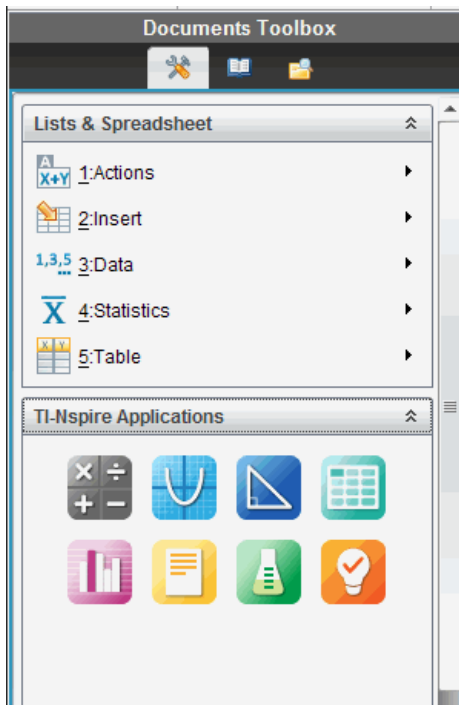 Documents Toolbox
Lists & Spreadsheet
A
X+Y 1:Actions
2:Insert
1,3,5... 3:Data
X̅ 4:Statistics
X Y
5:Table
TI-Nspire Applications